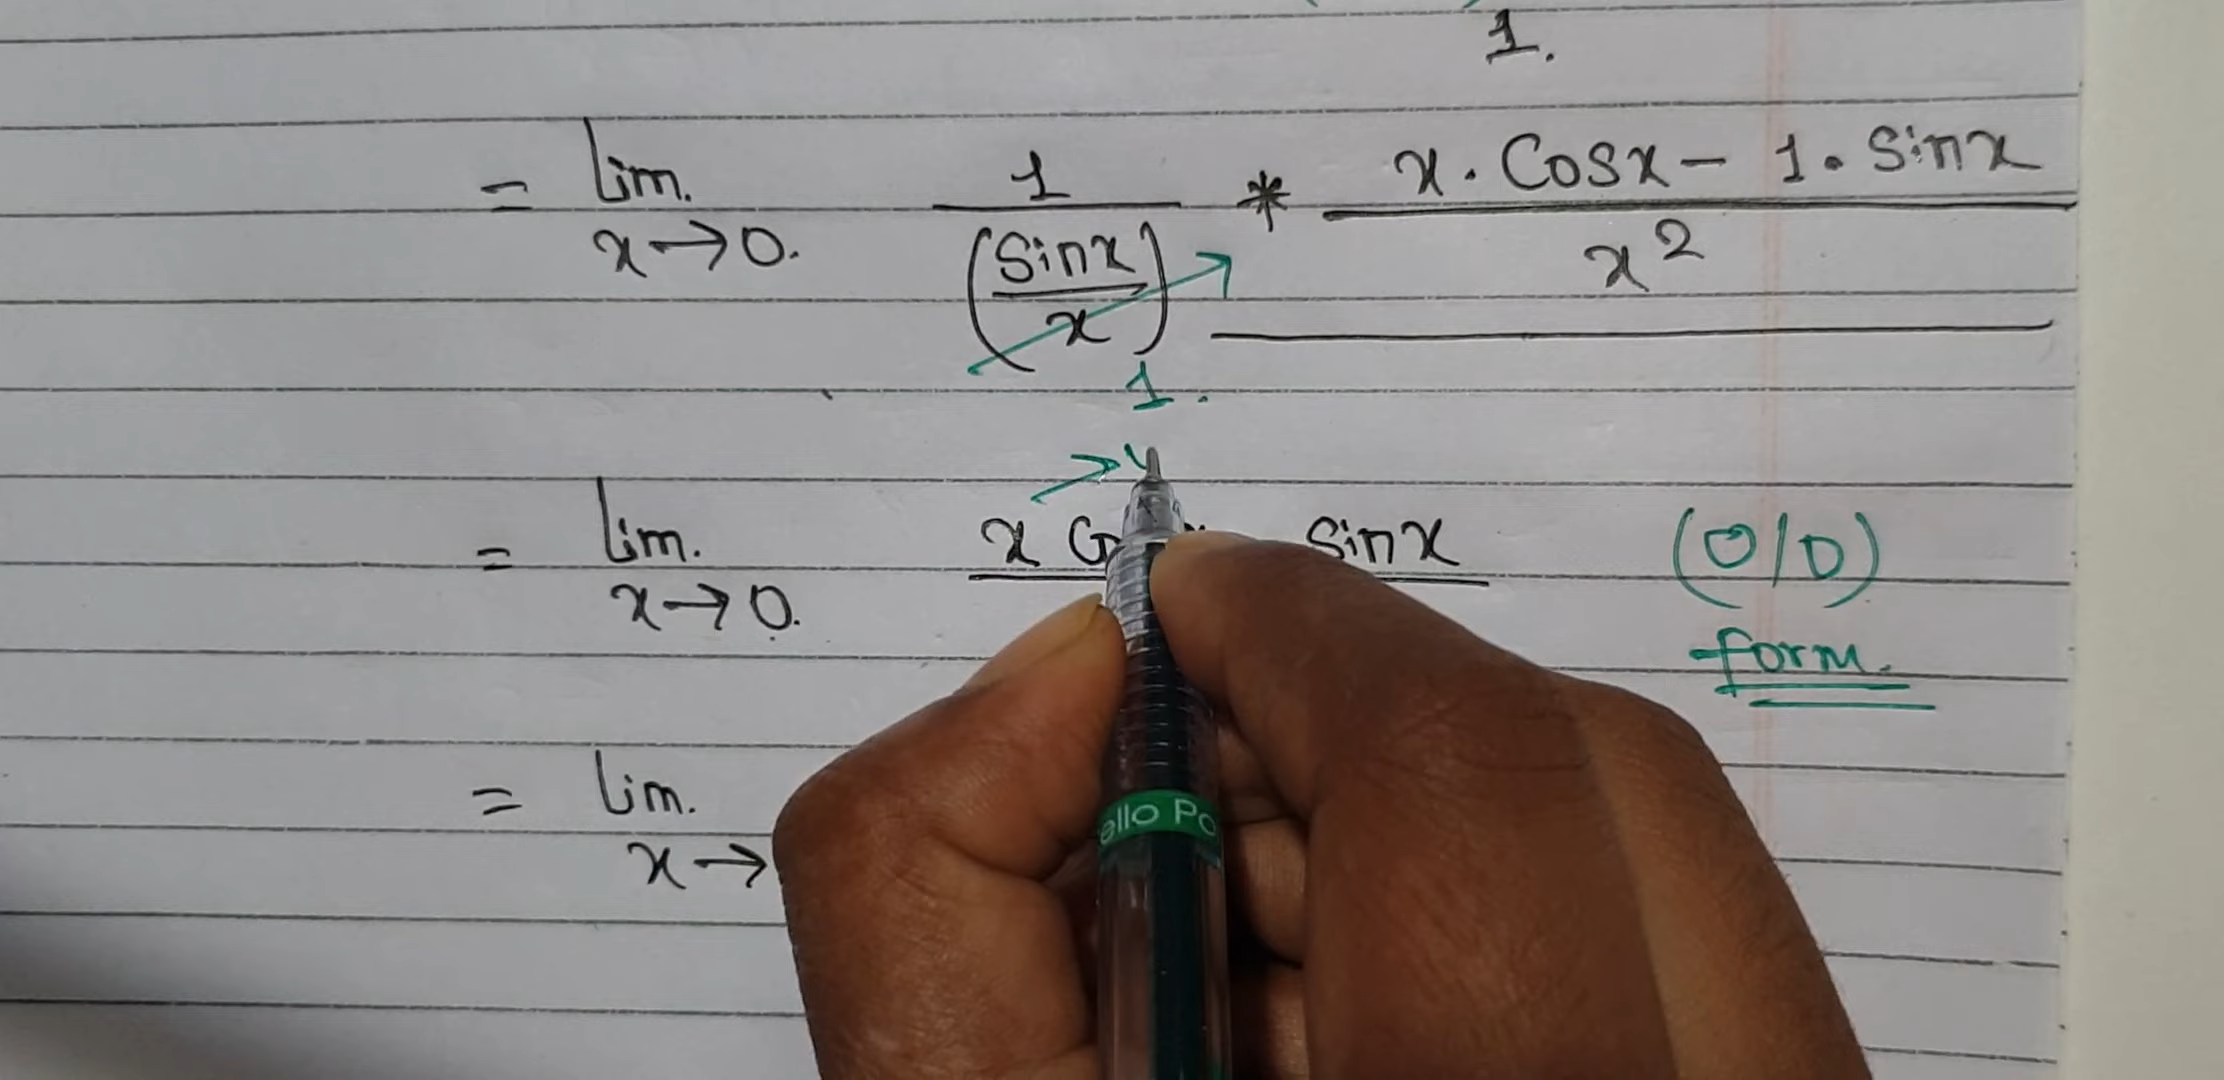 1.
= lim. x→0. 1/(Sinx/x) * x . Cosx - 1 . Sinx / x²
1.
= lim. x→0. x Sinx (0/0)
form.
= lim. x→
ello Po